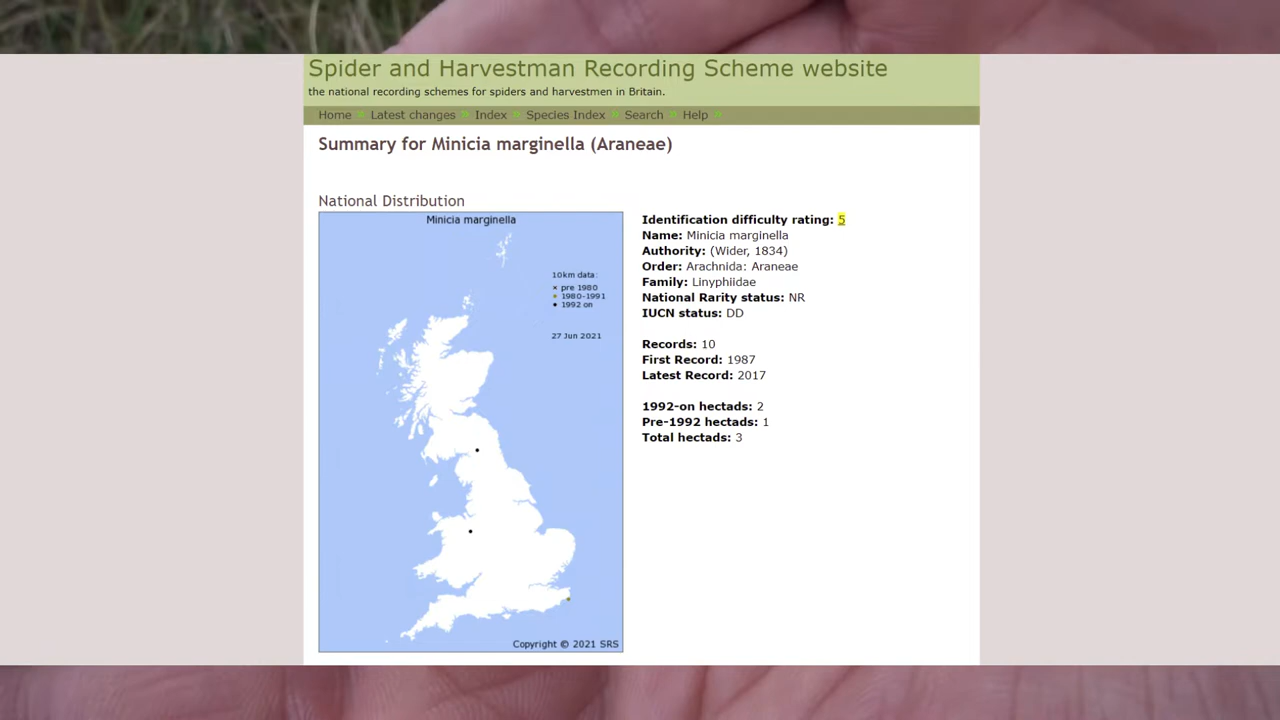 Spider and Harvestman Recording Scheme website
the national recording schemes for spiders and harvestmen in Britain.
Home Latest changes Index Species Index Search Help
Summary for Minicia marginella (Araneae)
National Distribution
Minicia marginella
10km data:
× pre 1980
1980-1991
1992 on
27 Jun 2021
Copyright © 2021 SRS
Identification difficulty rating: 5
Name: Minicia marginella
Authority: (Wider, 1834)
Order: Arachnida: Araneae
Family: Linyphiidae
National Rarity status: NR
IUCN status: DD
Records: 10
First Record: 1987
Latest Record: 2017
1992-on hectads: 2
Pre-1992 hectads: 1
Total hectads: 3